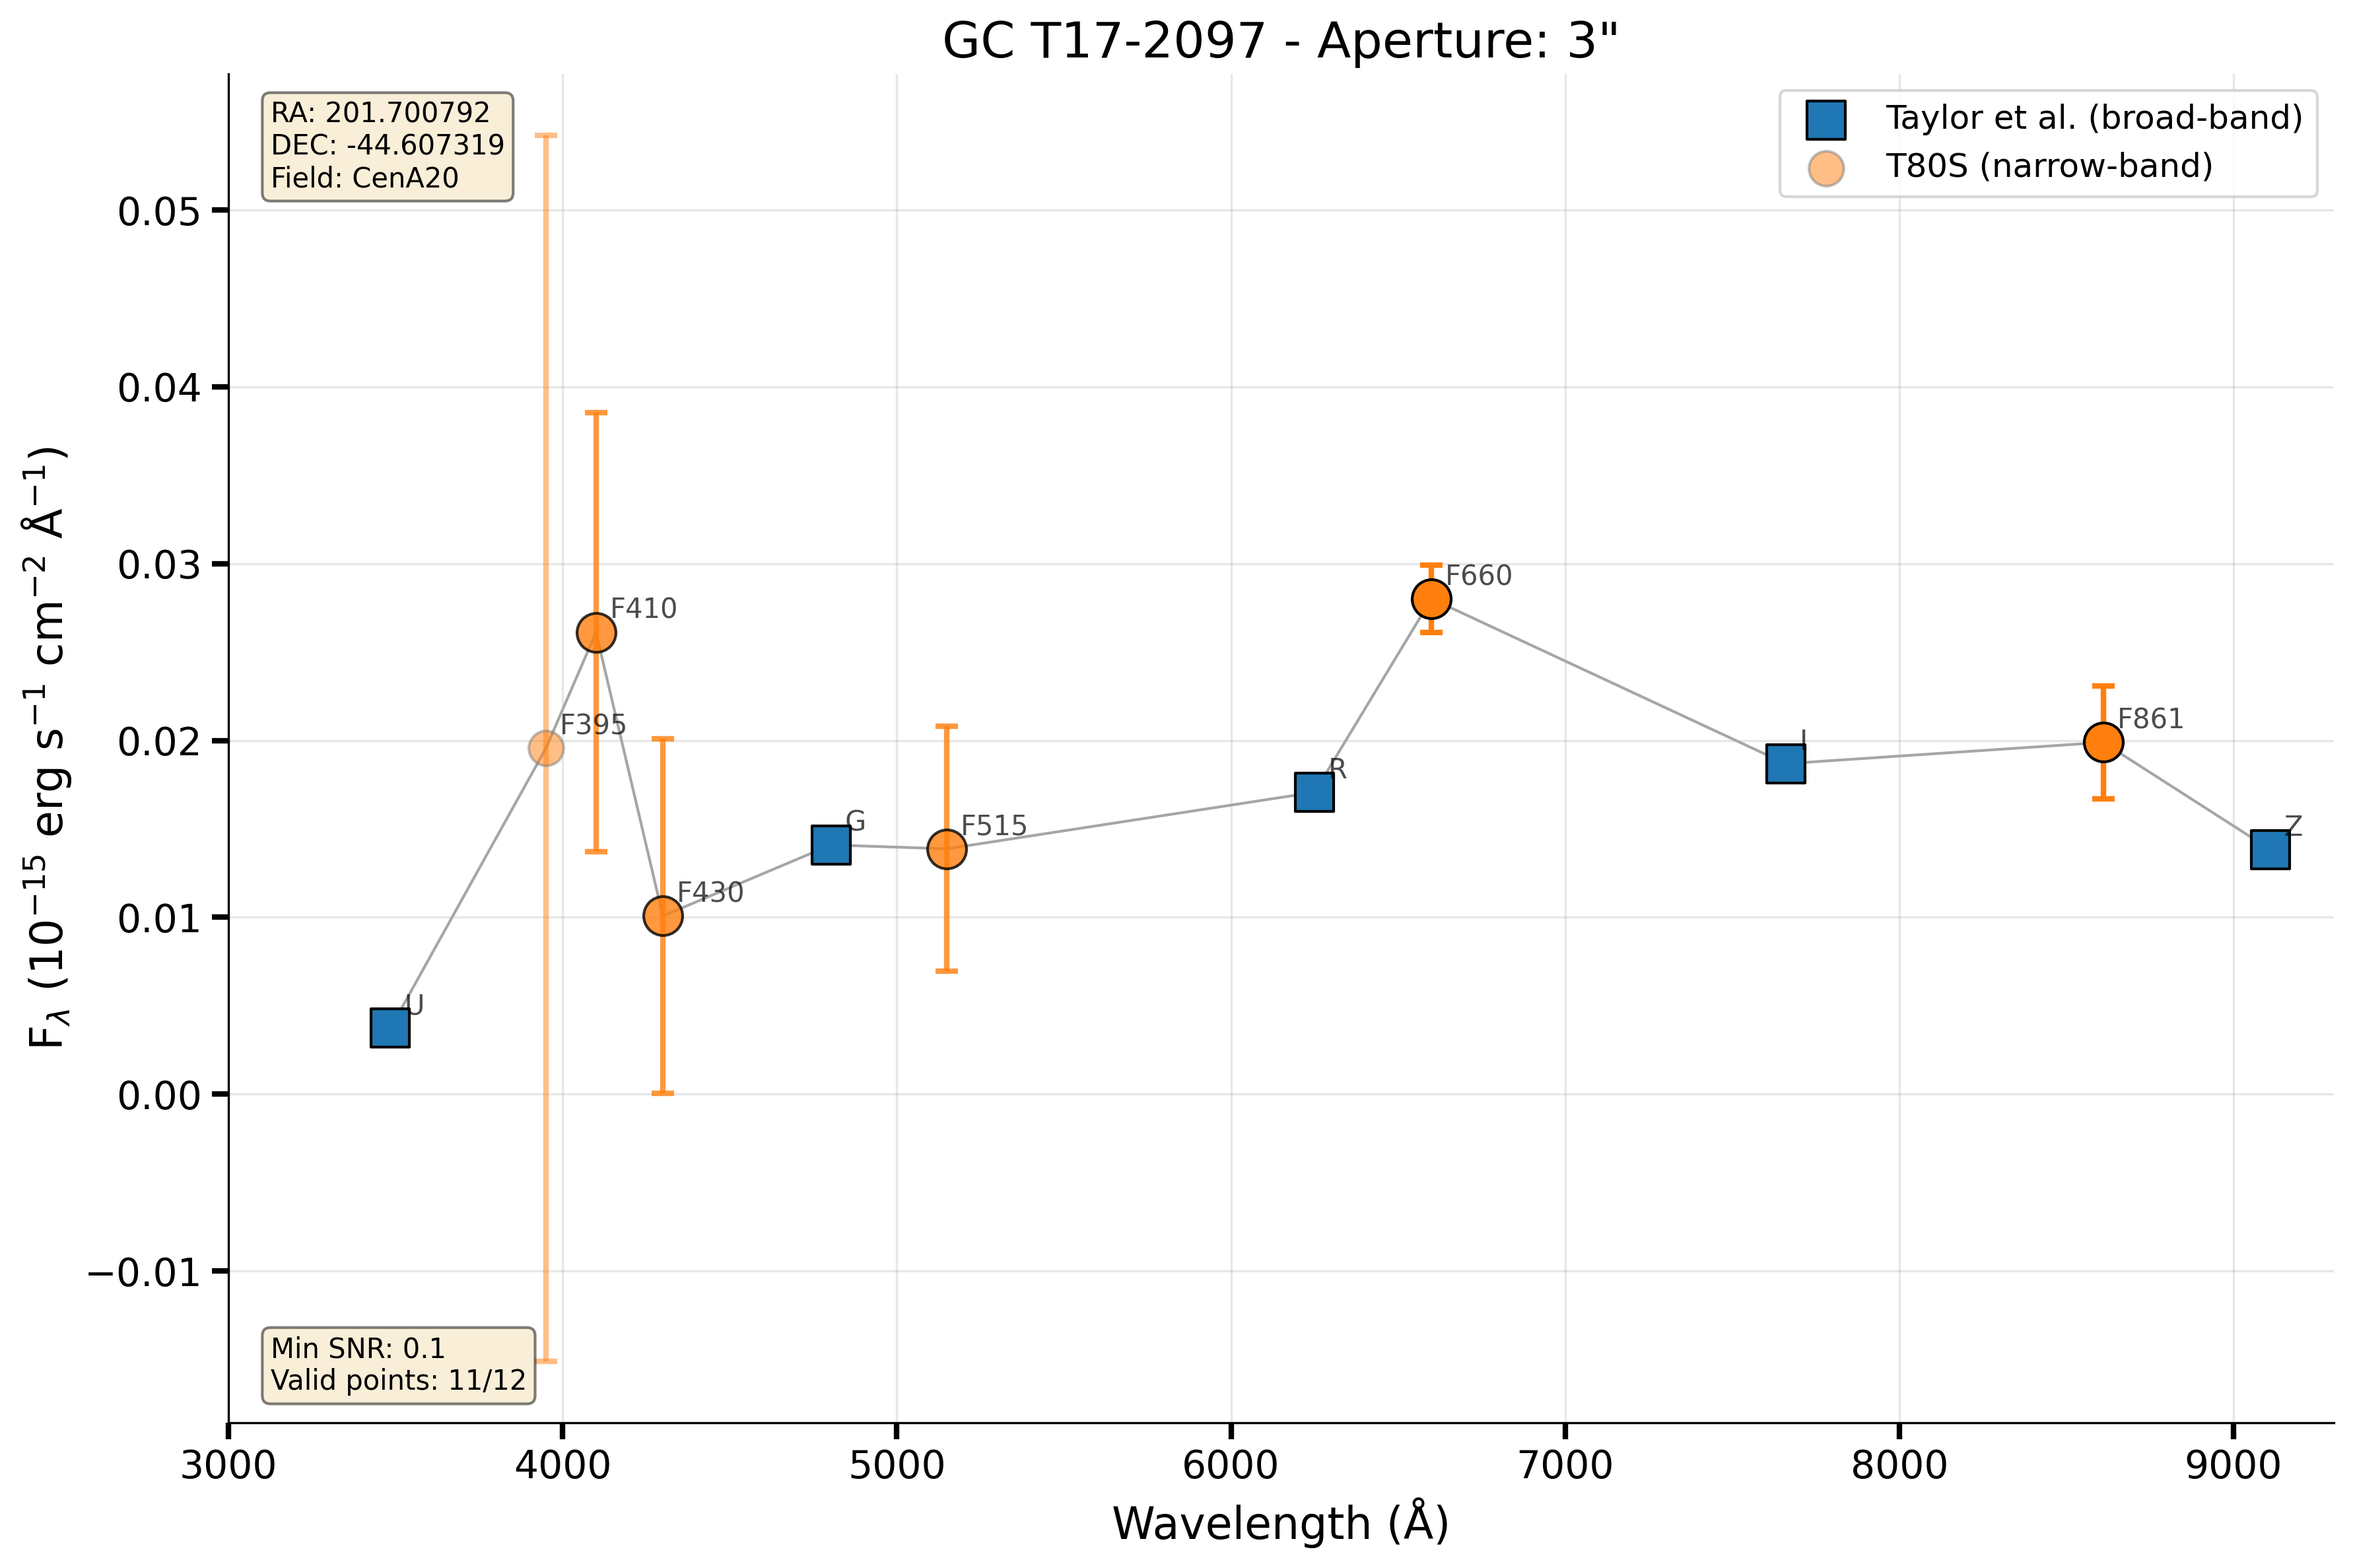 GC T17-2097 - Aperture: 3"
RA: 201.700792
DEC: -44.607319
Field: CenA20
Taylor et al. (broad-band)
T80S (narrow-band)
0.05
0.04
0.03
0.02
0.01
0.00
−0.01
F_λ (10⁻¹⁵ erg s⁻¹ cm⁻² Å⁻¹)
U
F395
F410
F430
G
F515
R
F660
I
F861
Z
Min SNR: 0.1
Valid points: 11/12
3000 4000 5000 6000 7000 8000 9000
Wavelength (Å)